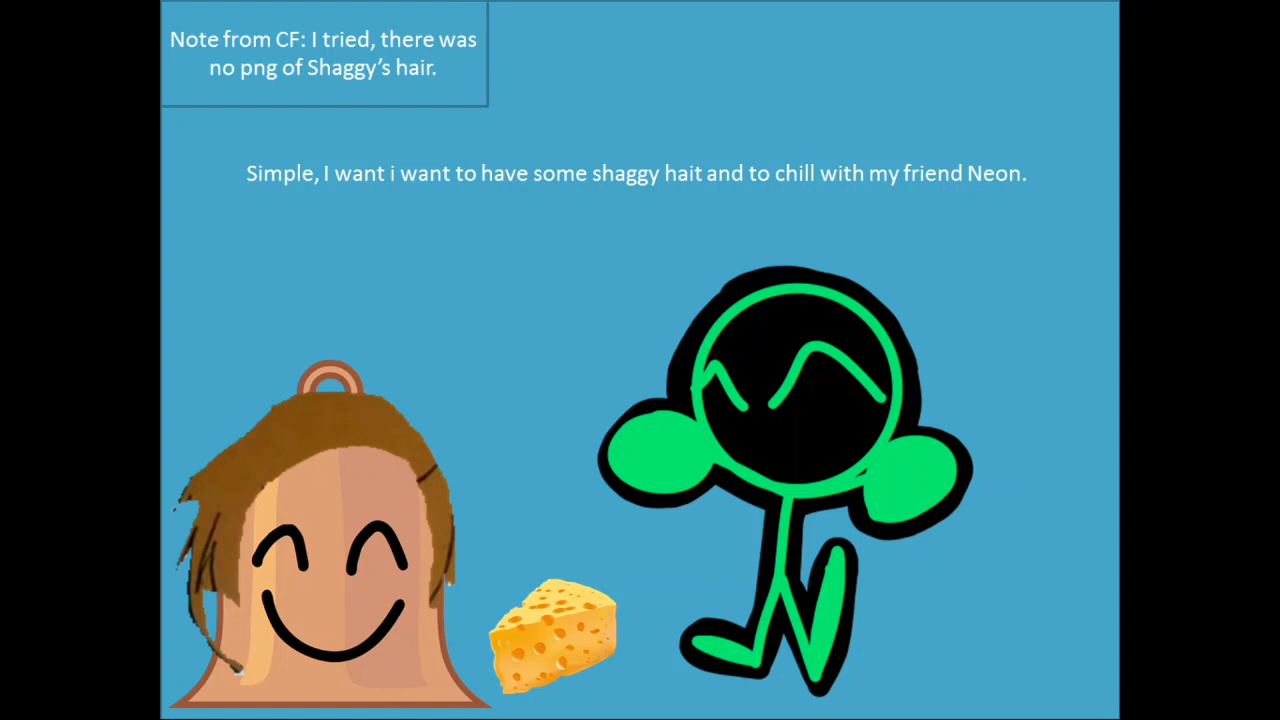 Note from CF: I tried, there was
no png of Shaggy’s hair.
Simple, I want i want to have some shaggy hait and to chill with my friend Neon.